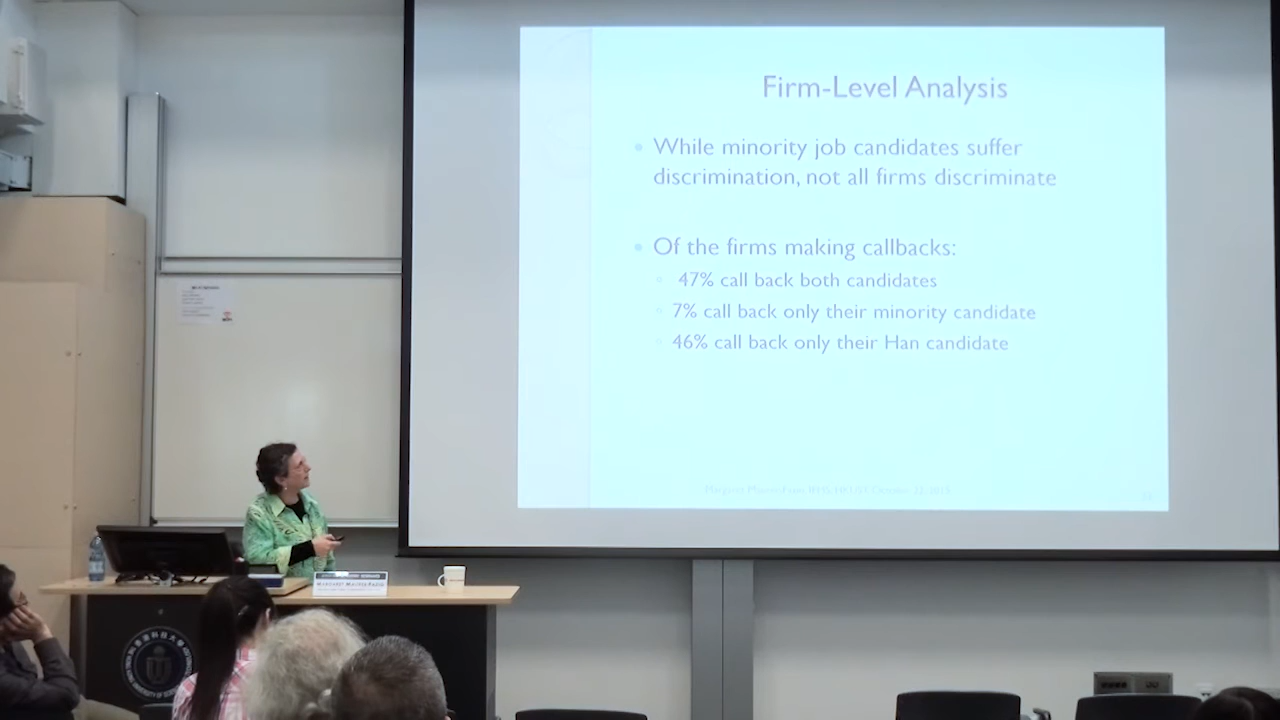 Firm-Level Analysis
• While minority job candidates suffer
discrimination, not all firms discriminate
• Of the firms making callbacks:
◦ 47% call back both candidates
◦ 7% call back only their minority candidate
◦ 46% call back only their Han candidate